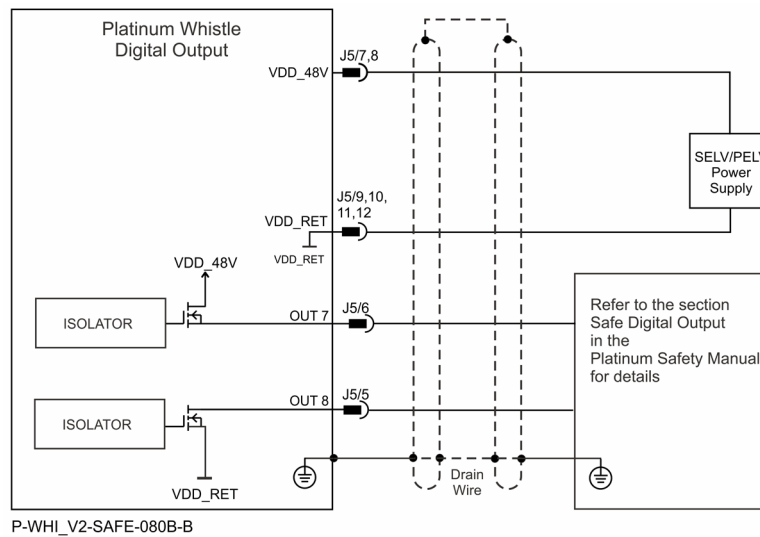 Platinum Whistle
Digital Output
J5/7,8
VDD_48V
SELV/PELV
Power
Supply
J5/9,10,
11,12
VDD_RET
VDD_RET
VDD_48V
ISOLATOR
OUT 7
J5/6
Refer to the section
Safe Digital Output
in the
Platinum Safety Manual
for details
ISOLATOR
OUT 8
J5/5
VDD_RET
Drain
Wire
P-WHI_V2-SAFE-080B-B